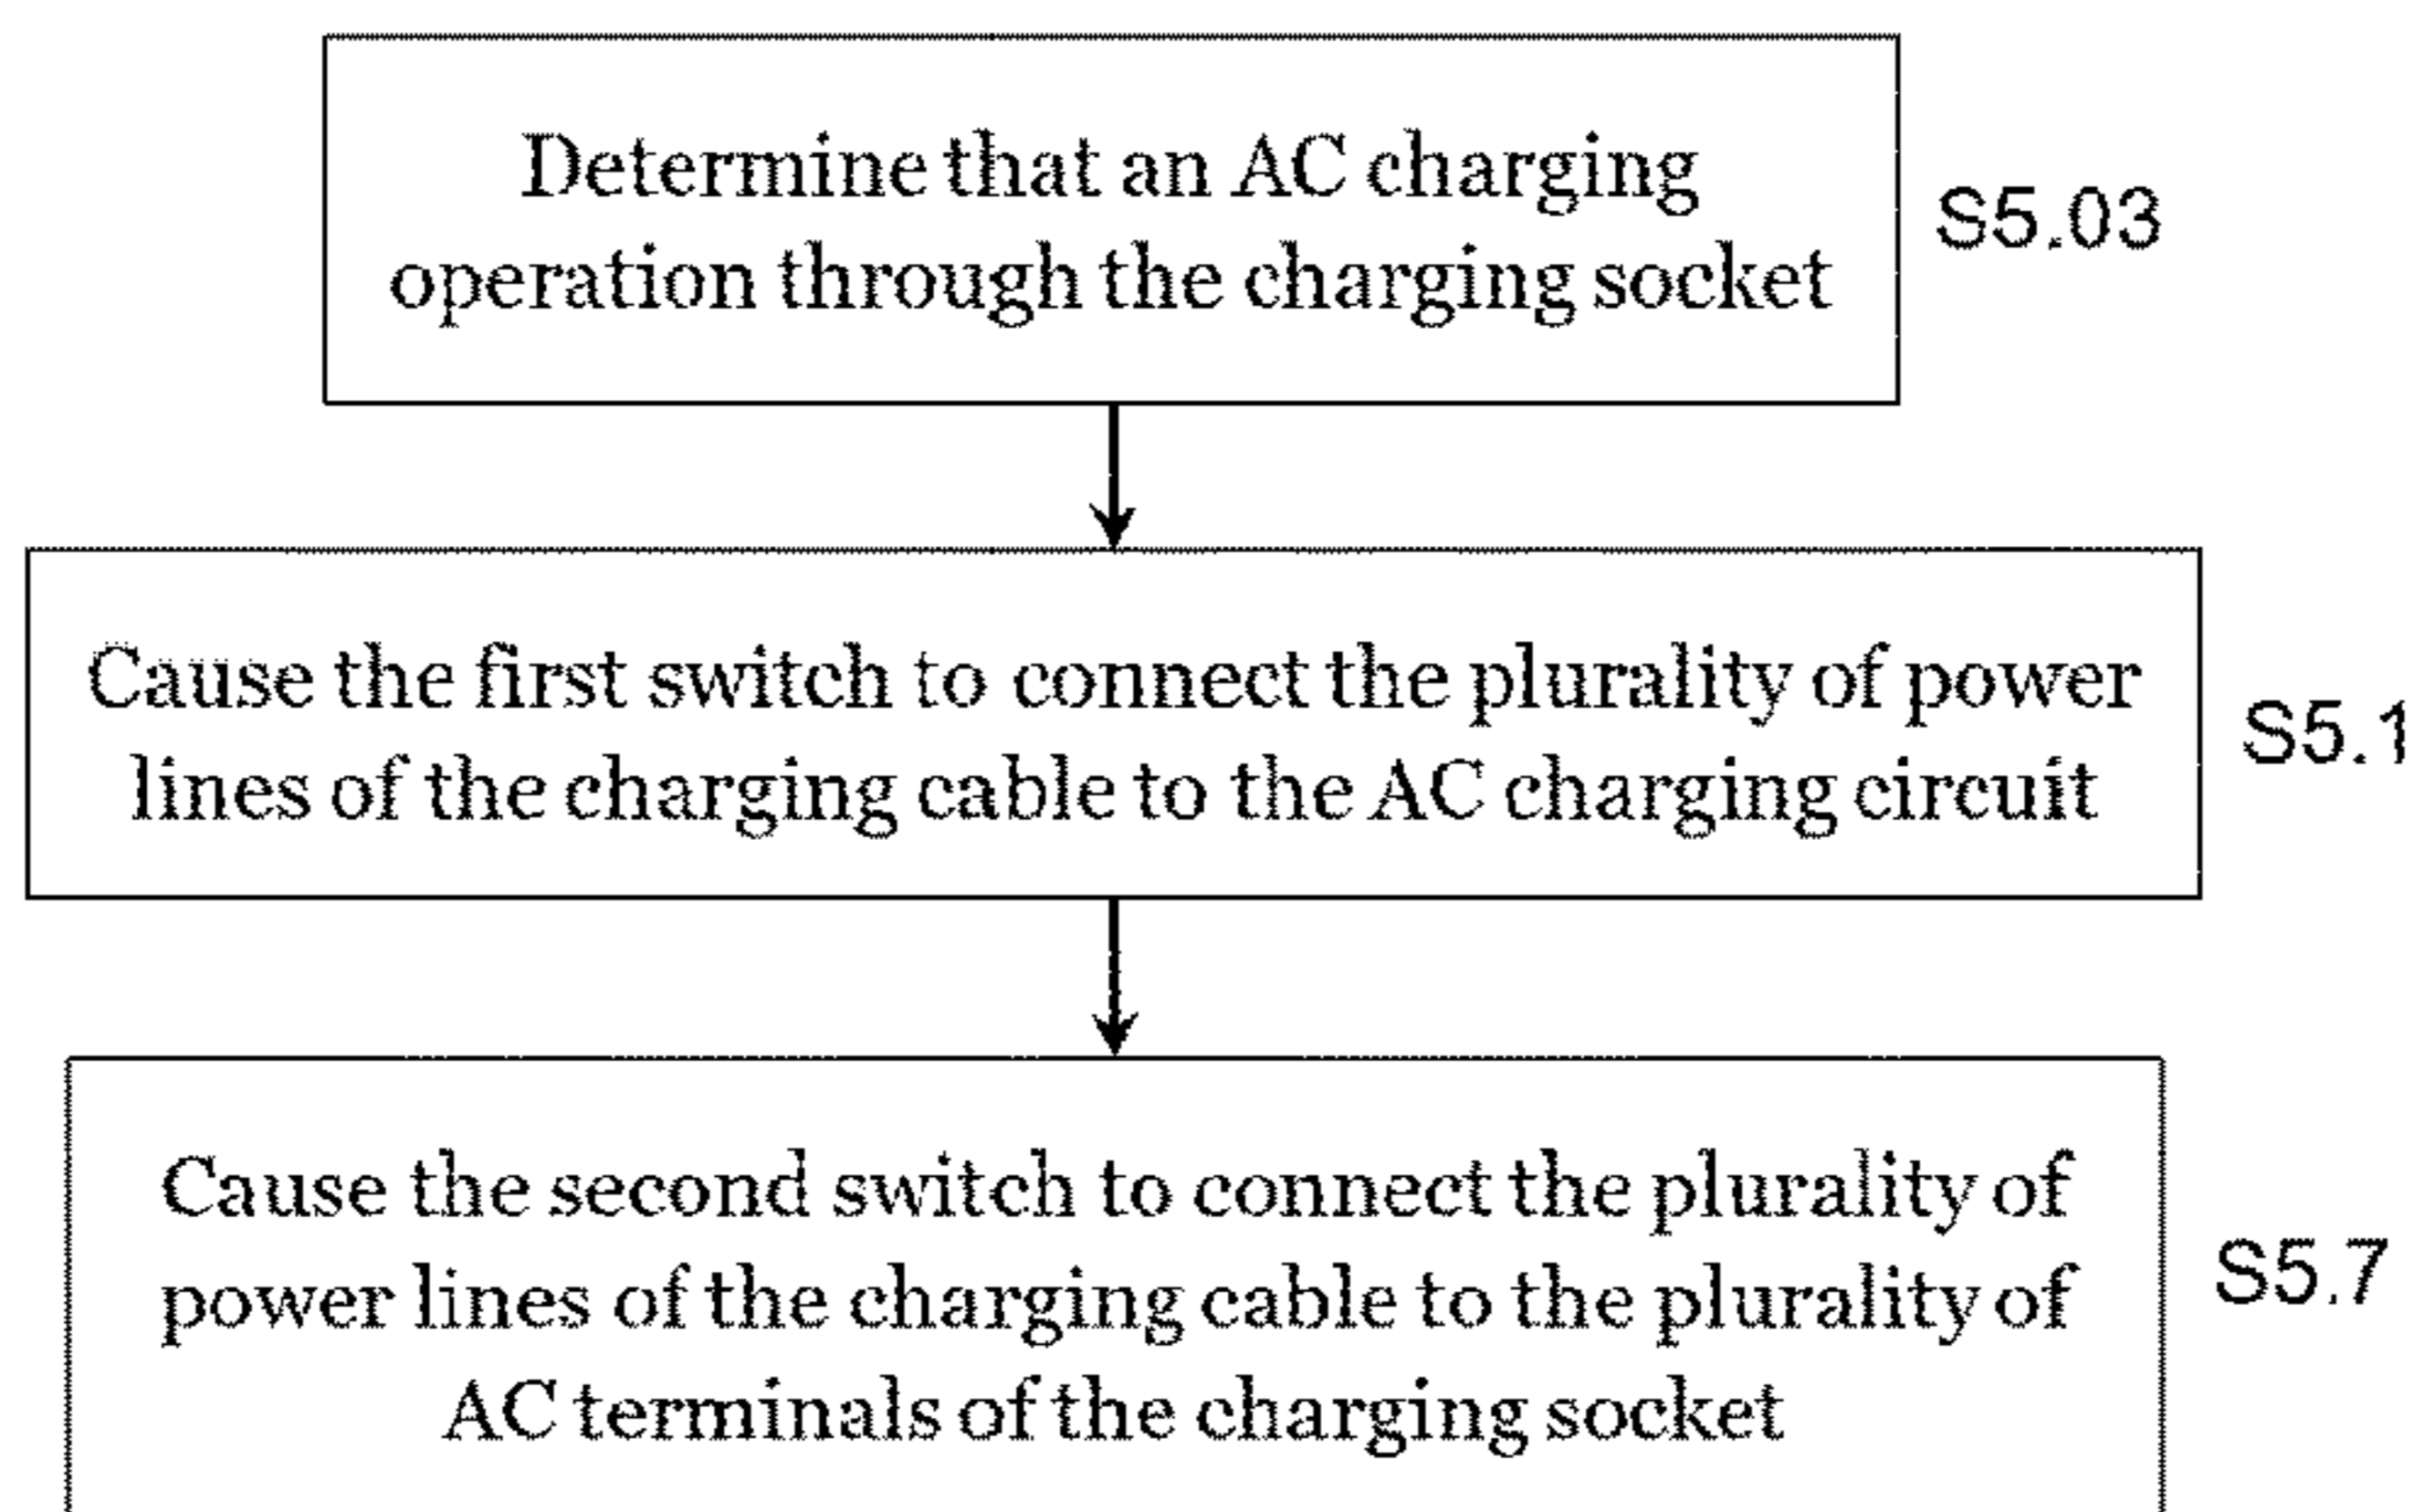 Determine that an AC charging
operation through the charging socket
S5.03
Cause the first switch to connect the plurality of power
lines of the charging cable to the AC charging circuit
S5.1
Cause the second switch to connect the plurality of
power lines of the charging cable to the plurality of
AC terminals of the charging socket
S5.7